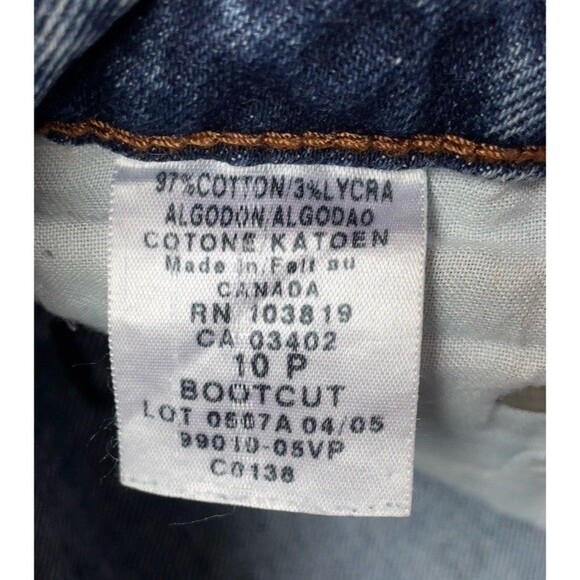 97%COTTON/3%LYCRA
ALGODON/ALGODAO
COTONE KATOEN
Made in/Fait au
CANADA
RN 103819
CA 03402
10 P
BOOTCUT
LOT 0507A 04/05
99010-05VP
C0138